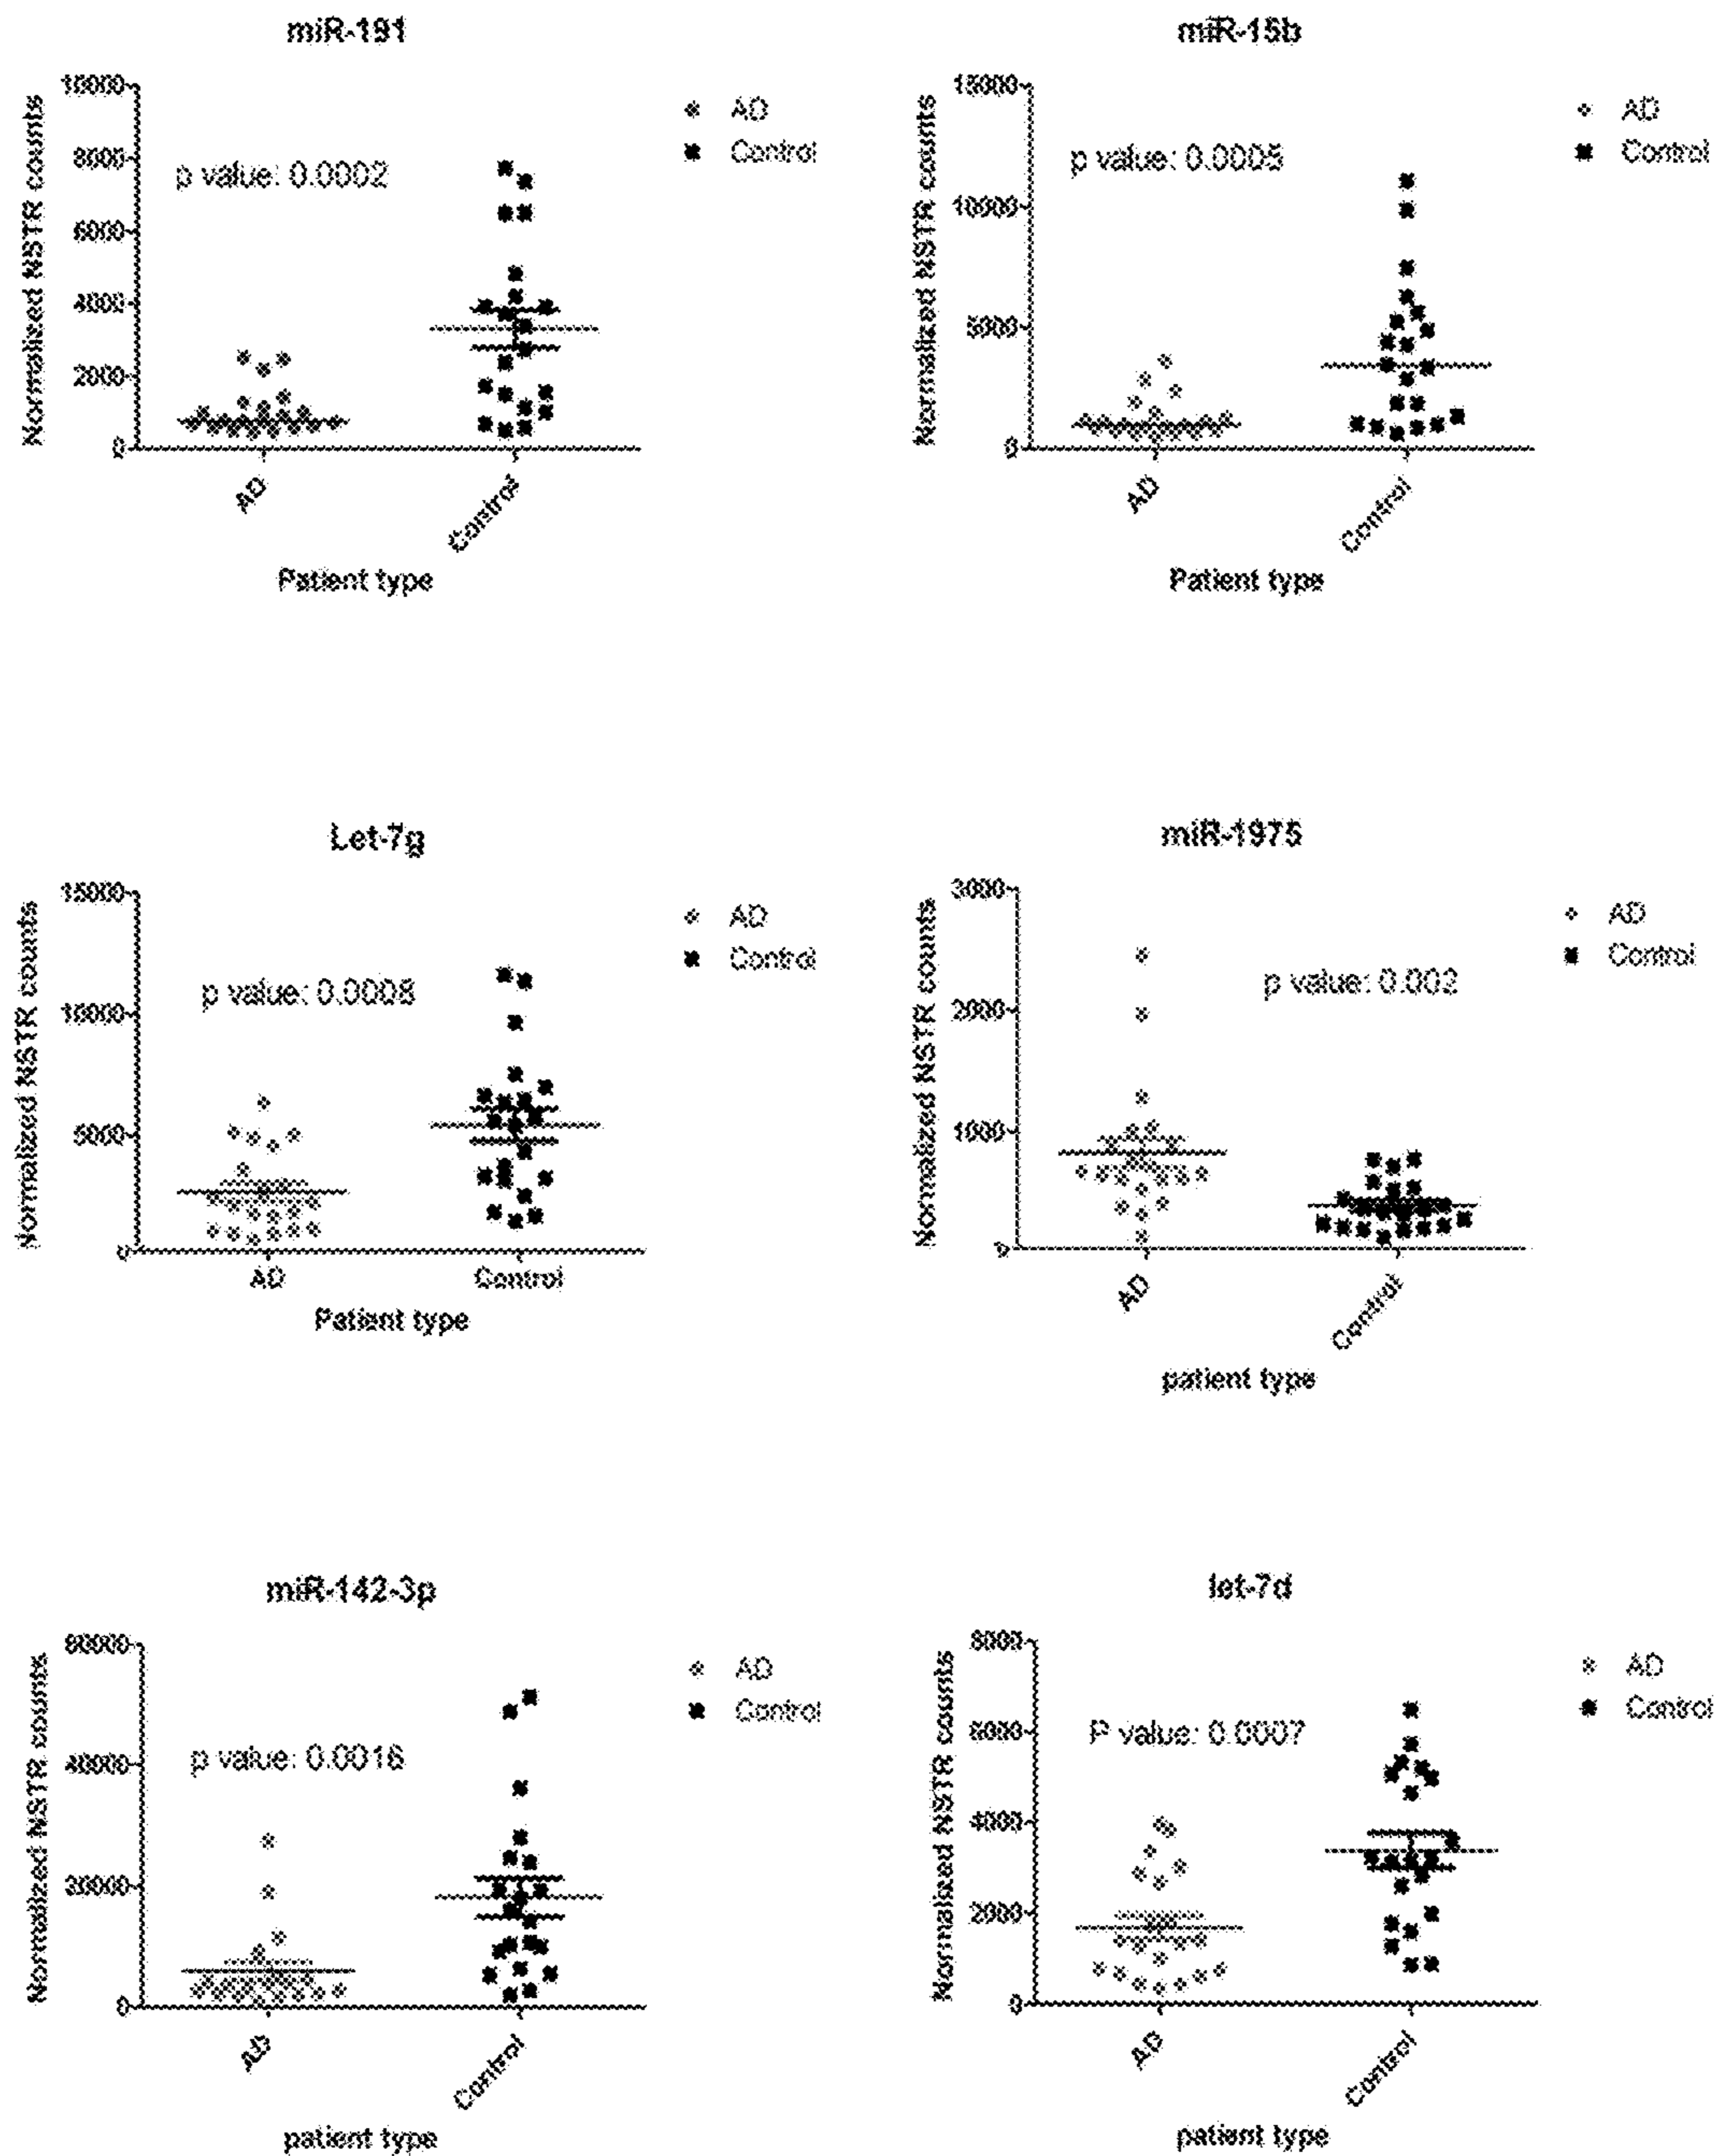 miR-191
Normalized NSTR counts
10000
8000
6000
4000
2000
0
p value: 0.0002
AD
Control
AD
Control
Patient type
miR-15b
Normalized NSTR counts
15000
10000
5000
0
p value: 0.0005
AD
Control
AD
Control
Patient type
Let-7g
Normalized NSTR counts
15000
10000
5000
0
p value: 0.0008
AD
Control
AD
Control
Patient type
miR-1975
Normalized NSTR counts
3000
2000
1000
0
p value: 0.002
AD
Control
AD
Control
patient type
miR-142-3p
Normalized NSTR counts
60000
40000
20000
0
p value: 0.0016
AD
Control
AD
Control
patient type
let-7d
Normalized NSTR counts
8000
6000
4000
2000
0
P value: 0.0007
AD
Control
AD
Control
patient type